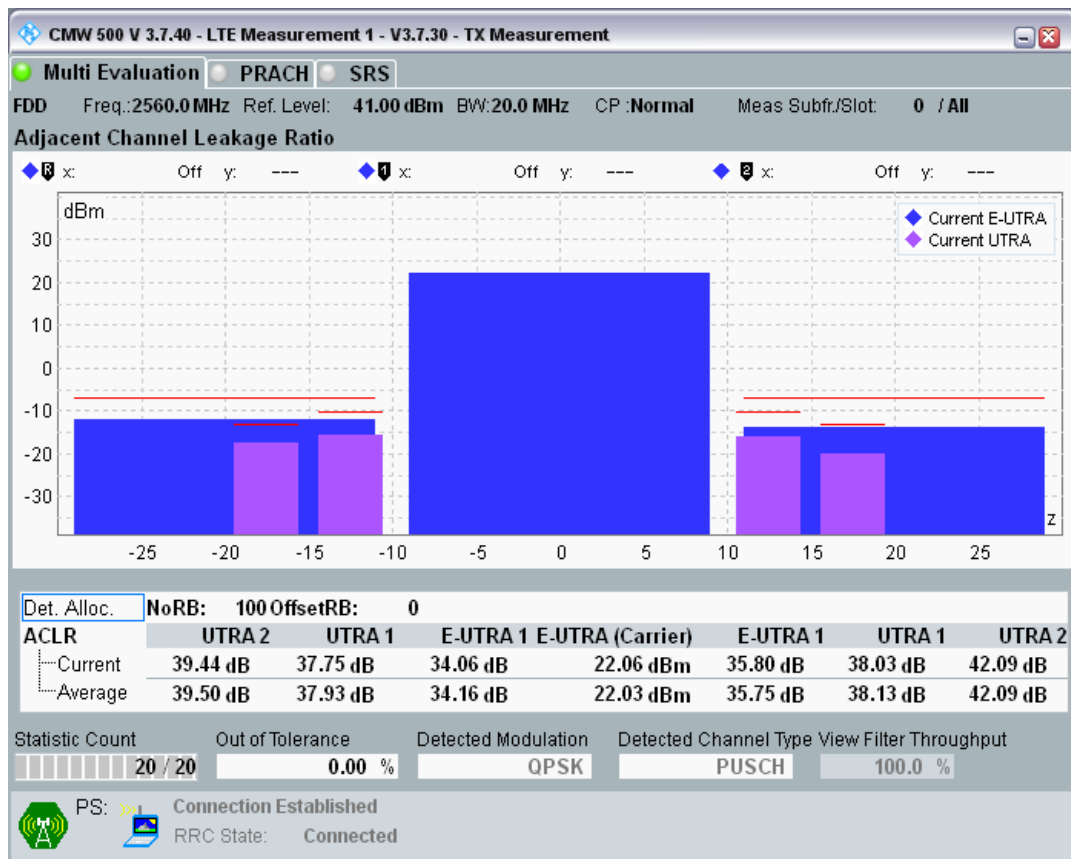 CMW 500 V 3.7.40 - LTE Measurement 1 - V3.7.30 - TX Measurement
Multi Evaluation PRACH SRS
FDD Freq.:2560.0 MHz Ref. Level: 41.00 dBm BW:20.0 MHz CP :Normal Meas Subfr./Slot: 0 / All
Adjacent Channel Leakage Ratio
R x: Off y: --- 1 x: Off y: --- 2 x: Off y: ---
dBm
Current E-UTRA
Current UTRA
30
20
10
0
-10
-20
-30
z
-25 -20 -15 -10 -5 0 5 10 15 20 25
Det. Alloc. NoRB: 100 OffsetRB: 0
ACLR UTRA 2 UTRA 1 E-UTRA 1 E-UTRA (Carrier) E-UTRA 1 UTRA 1 UTRA 2
Current 39.44 dB 37.75 dB 34.06 dB 22.06 dBm 35.80 dB 38.03 dB 42.09 dB
Average 39.50 dB 37.93 dB 34.16 dB 22.03 dBm 35.75 dB 38.13 dB 42.09 dB
Statistic Count Out of Tolerance Detected Modulation Detected Channel Type View Filter Throughput
20 / 20 0.00 % QPSK PUSCH 100.0 %
PS: Connection Established
RRC State: Connected